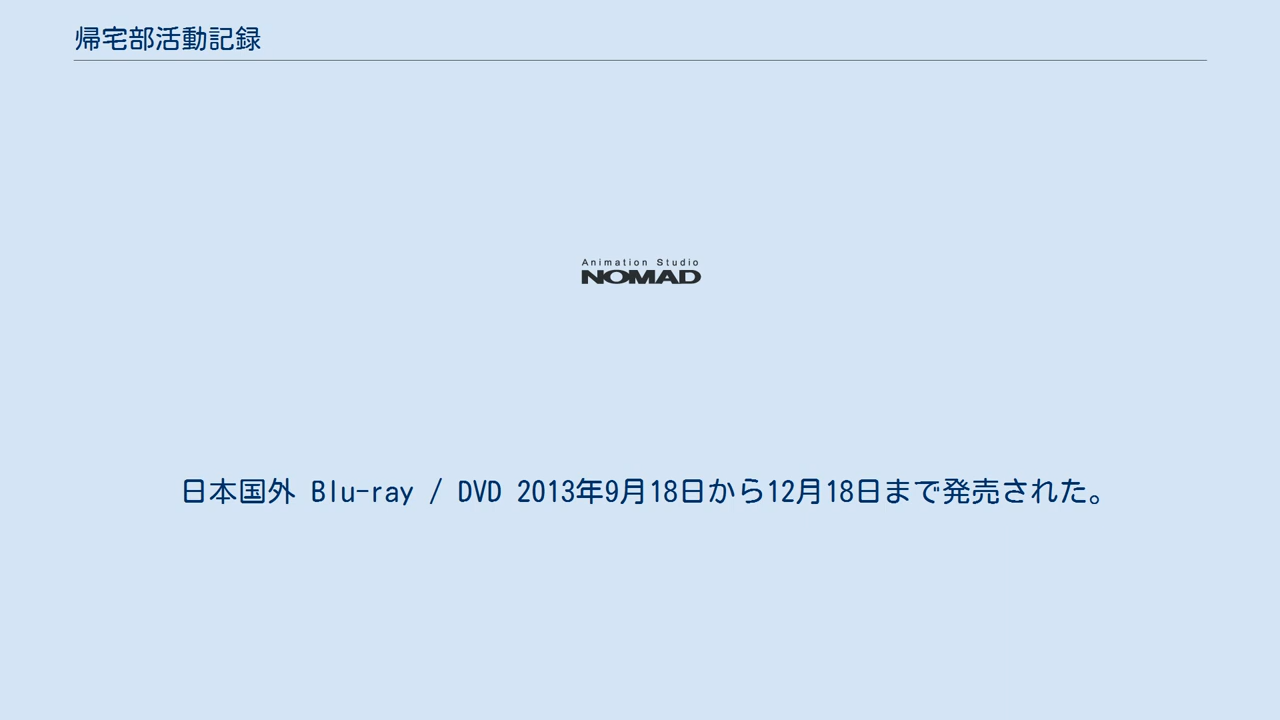 帰宅部活動記録
Animation Studio
NOMAD
日本国外 Blu-ray / DVD 2013年9月18日から12月18日まで発売された。